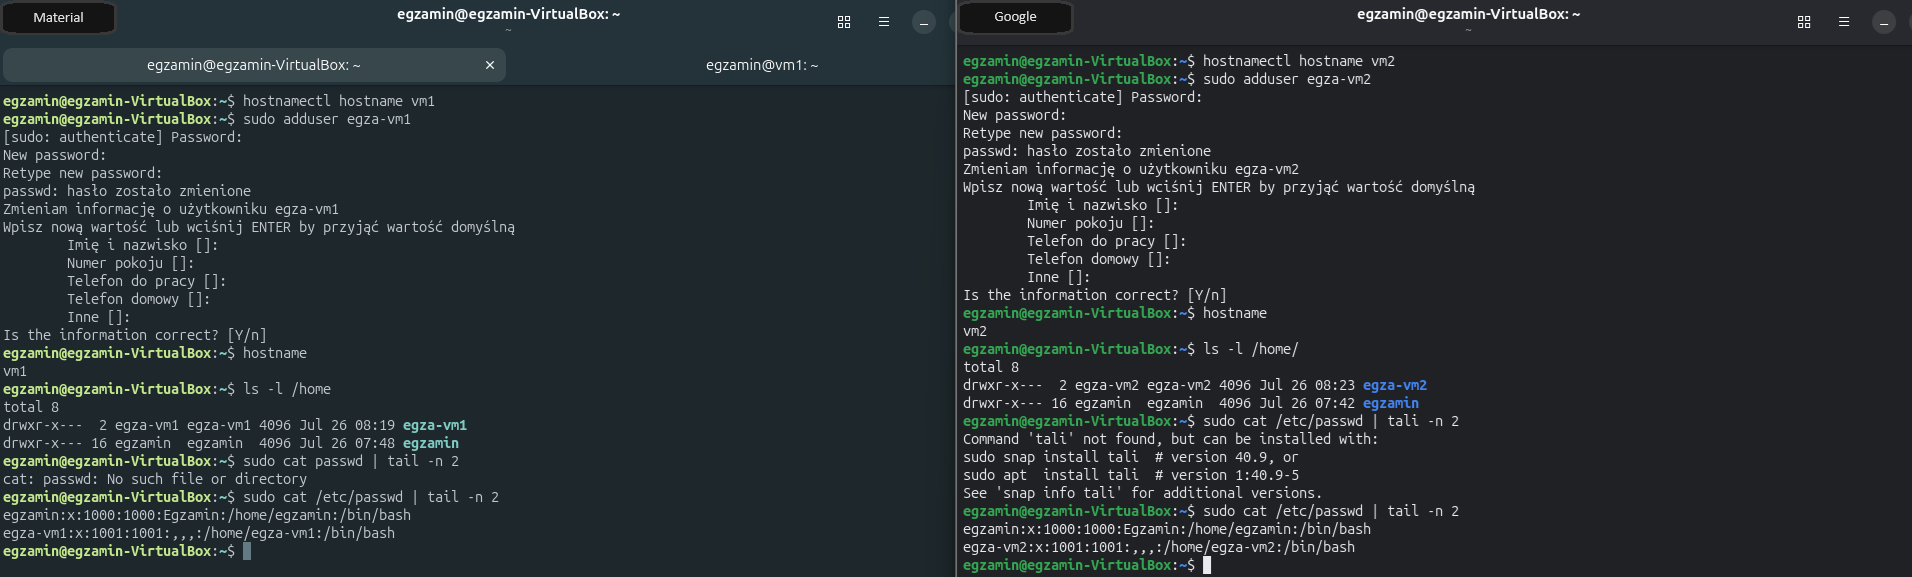 Material
egzamin@egzamin-VirtualBox: ~
~
egzamin@egzamin-VirtualBox: ~
egzamin@vm1: ~
egzamin@egzamin-VirtualBox:~$ hostnamectl hostname vm1
egzamin@egzamin-VirtualBox:~$ sudo adduser egza-vm1
[sudo: authenticate] Password:
New password:
Retype new password:
passwd: hasło zostało zmienione
Zmieniam informację o użytkowniku egza-vm1
Wpisz nową wartość lub wciśnij ENTER by przyjąć wartość domyślną
Imię i nazwisko []:
Numer pokoju []:
Telefon do pracy []:
Telefon domowy []:
Inne []:
Is the information correct? [Y/n]
egzamin@egzamin-VirtualBox:~$ hostname
vm1
egzamin@egzamin-VirtualBox:~$ ls -l /home
total 8
drwxr-x---  2 egza-vm1 egza-vm1 4096 Jul 26 08:19 egza-vm1
drwxr-x--- 16 egzamin  egzamin  4096 Jul 26 07:48 egzamin
egzamin@egzamin-VirtualBox:~$ sudo cat passwd | tail -n 2
cat: passwd: No such file or directory
egzamin@egzamin-VirtualBox:~$ sudo cat /etc/passwd | tail -n 2
egzamin:x:1000:1000:Egzamin:/home/egzamin:/bin/bash
egza-vm1:x:1001:1001:,,,:/home/egza-vm1:/bin/bash
egzamin@egzamin-VirtualBox:~$
Google
egzamin@egzamin-VirtualBox: ~
~
egzamin@egzamin-VirtualBox:~$ hostnamectl hostname vm2
egzamin@egzamin-VirtualBox:~$ sudo adduser egza-vm2
[sudo: authenticate] Password:
New password:
Retype new password:
passwd: hasło zostało zmienione
Zmieniam informację o użytkowniku egza-vm2
Wpisz nową wartość lub wciśnij ENTER by przyjąć wartość domyślną
Imię i nazwisko []:
Numer pokoju []:
Telefon do pracy []:
Telefon domowy []:
Inne []:
Is the information correct? [Y/n]
egzamin@egzamin-VirtualBox:~$ hostname
vm2
egzamin@egzamin-VirtualBox:~$ ls -l /home/
total 8
drwxr-x---  2 egza-vm2 egza-vm2 4096 Jul 26 08:23 egza-vm2
drwxr-x--- 16 egzamin  egzamin  4096 Jul 26 07:42 egzamin
egzamin@egzamin-VirtualBox:~$ sudo cat /etc/passwd | tali -n 2
Command 'tali' not found, but can be installed with:
sudo snap install tali  # version 40.9, or
sudo apt  install tali  # version 1:40.9-5
See 'snap info tali' for additional versions.
egzamin@egzamin-VirtualBox:~$ sudo cat /etc/passwd | tail -n 2
egzamin:x:1000:1000:Egzamin:/home/egzamin:/bin/bash
egza-vm2:x:1001:1001:,,,:/home/egza-vm2:/bin/bash
egzamin@egzamin-VirtualBox:~$